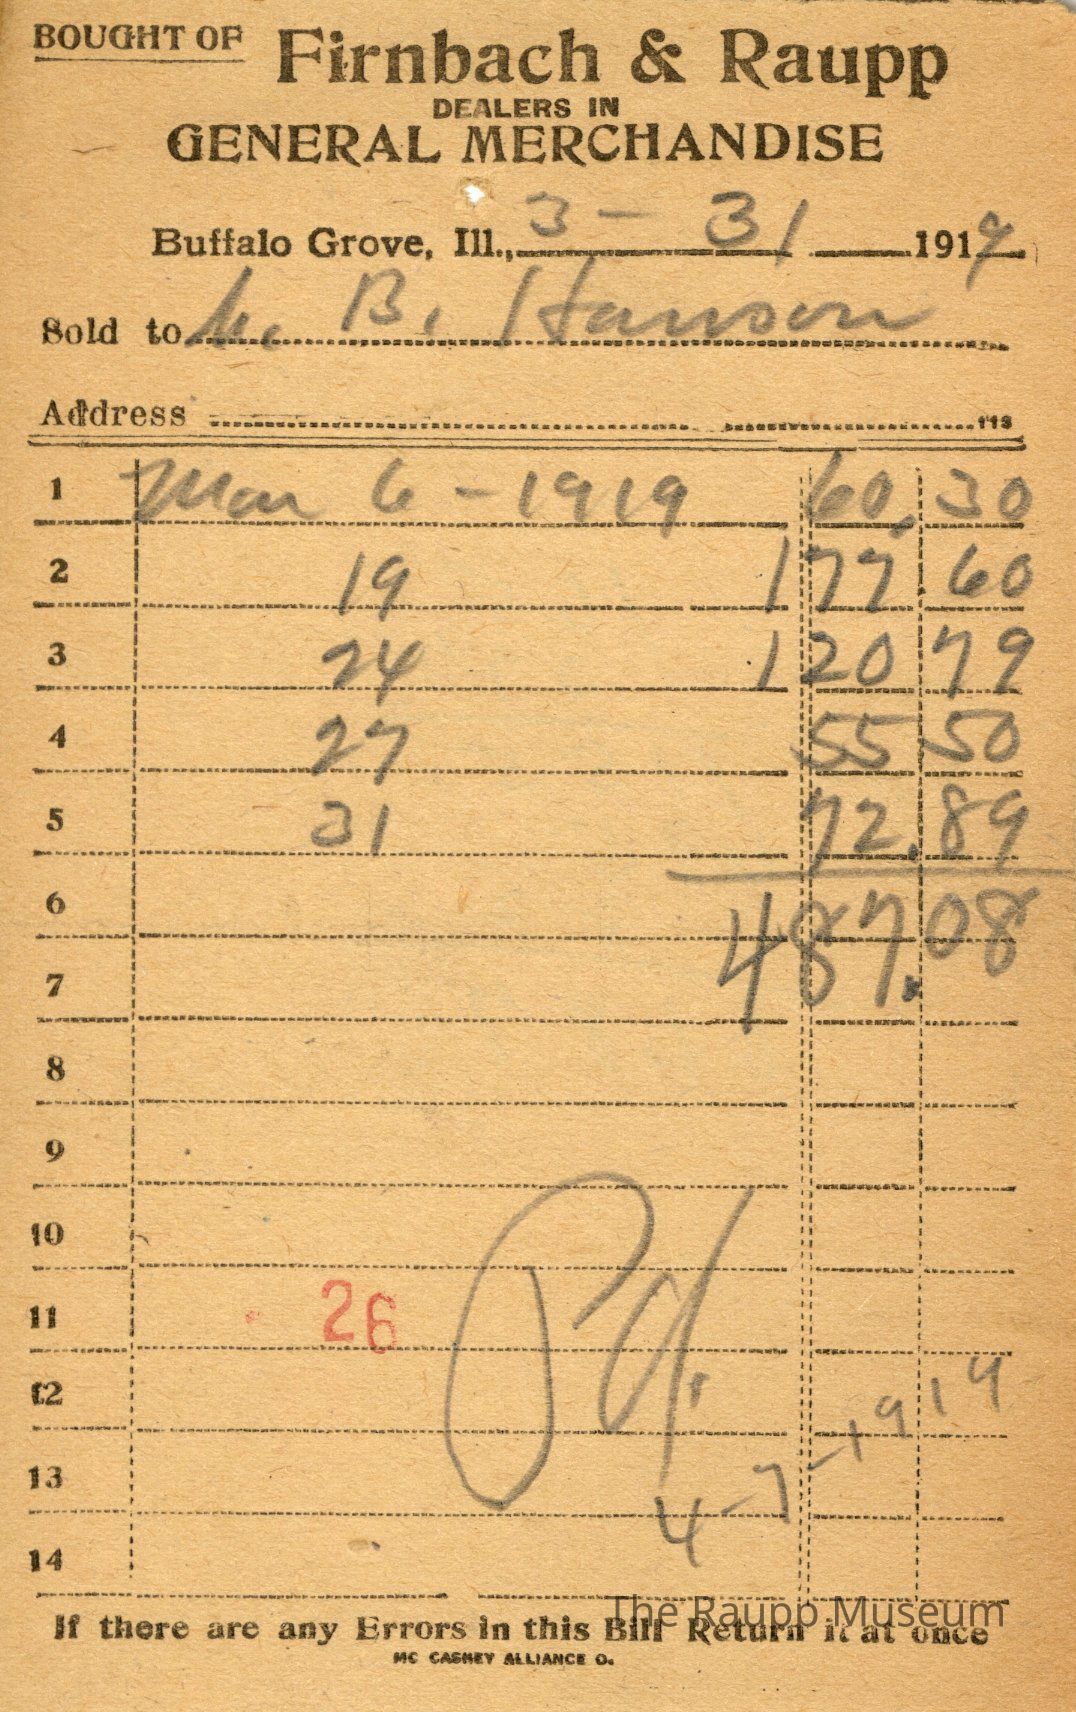 BOUGHT OF Firnbach & Raupp
DEALERS IN
GENERAL MERCHANDISE
Buffalo Grove, Ill., 3 - 31 1919
Sold to B. Hanson
Address
1 Mar 6 - 1919 60.30
2 19 177.60
3 24 120 79
4 27 55 50
5 31 72.89
6 487.08
7
8
9
10
11 26
12
13 4-7-1919
14
The Raupp Museum
If there are any Errors in this Bill Return it at once
MC CASKEY ALLIANCE O.